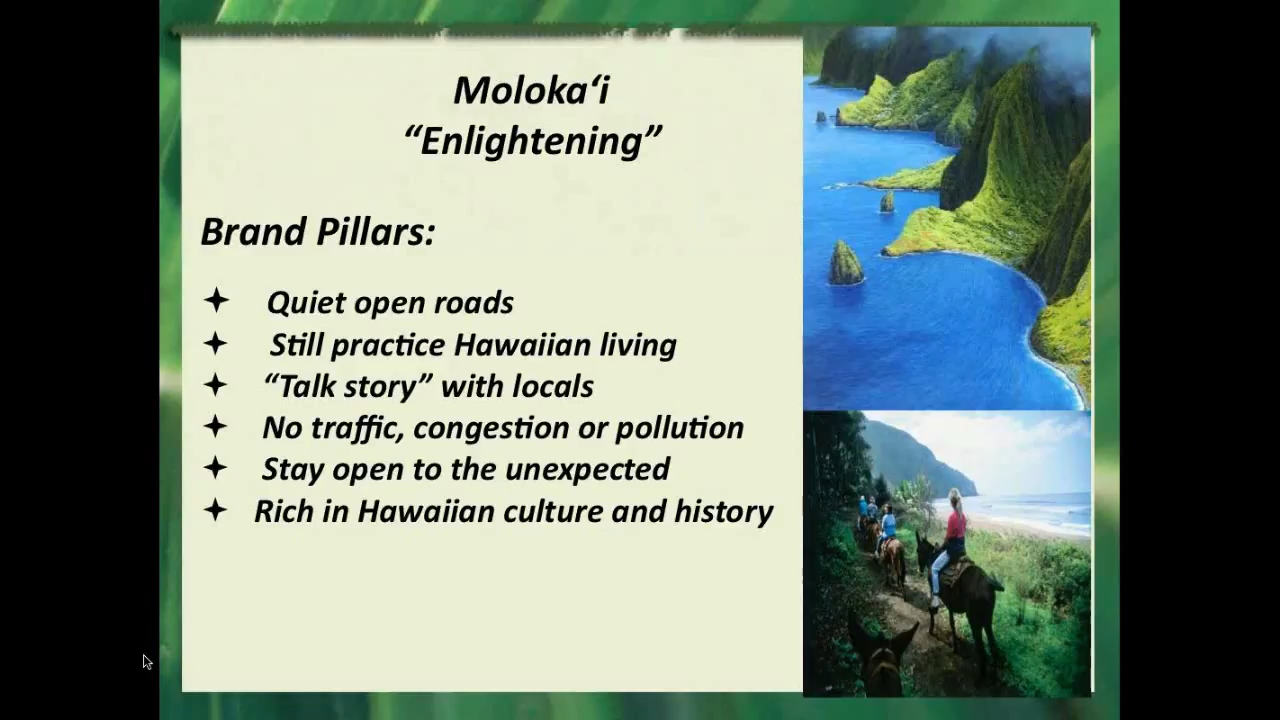 Molokaʻi
“Enlightening”
Brand Pillars:
Quiet open roads
Still practice Hawaiian living
“Talk story” with locals
No traffic, congestion or pollution
Stay open to the unexpected
Rich in Hawaiian culture and history